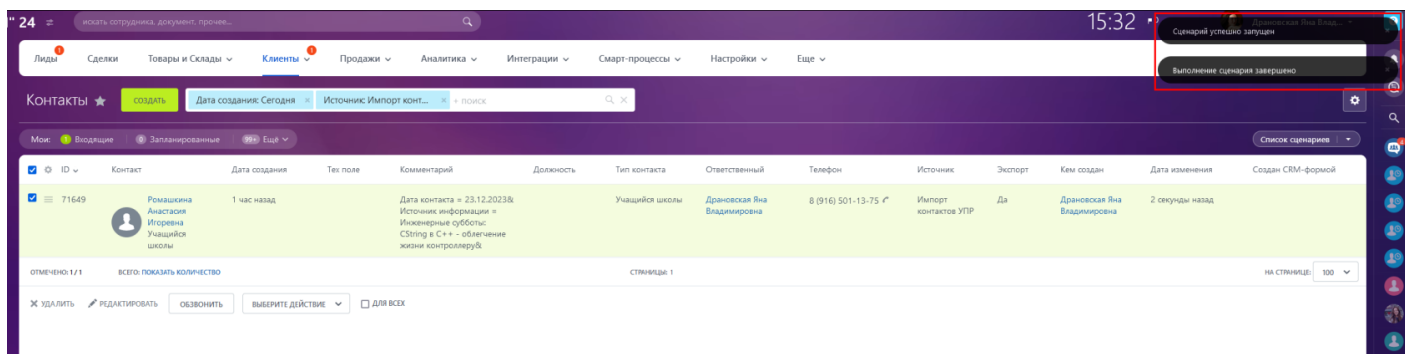 " 24 искать сотрудника, документ, прочее... 15:32 Драновская Яна Влад...
Сценарий успешно запущен
Лиды Сделки Товары и Склады Клиенты Продажи Аналитика Интеграции Смарт-процессы Настройки Еще
Выполнение сценария завершено
Контакты СОЗДАТЬ Дата создания: Сегодня × Источник: Импорт конт... × + поиск
Мои: 1 Входящие 0 Запланированные 99+ Ещё Список сценариев
ID Контакт Дата создания Тех поле Комментарий Должность Тип контакта Ответственный Телефон Источник Экспорт Кем создан Дата изменения Создан CRM-формой
71649 Ромашкина 1 час назад Дата контакта = 23.12.2023& Учащийся школы Драновская Яна 8 (916) 501-13-75 Импорт Да Драновская Яна 2 секунды назад
Анастасия Источник информации = Владимировна контактов УПР Владимировна
Игоревна Инженерные субботы:
Учащийся CString в C++ – облегчение
школы жизни контроллеру&
ОТМЕЧЕНО: 1 / 1 ВСЕГО: ПОКАЗАТЬ КОЛИЧЕСТВО СТРАНИЦЫ: 1 НА СТРАНИЦЕ: 100
УДАЛИТЬ РЕДАКТИРОВАТЬ ОБЗВОНИТЬ ВЫБЕРИТЕ ДЕЙСТВИЕ ДЛЯ ВСЕХ